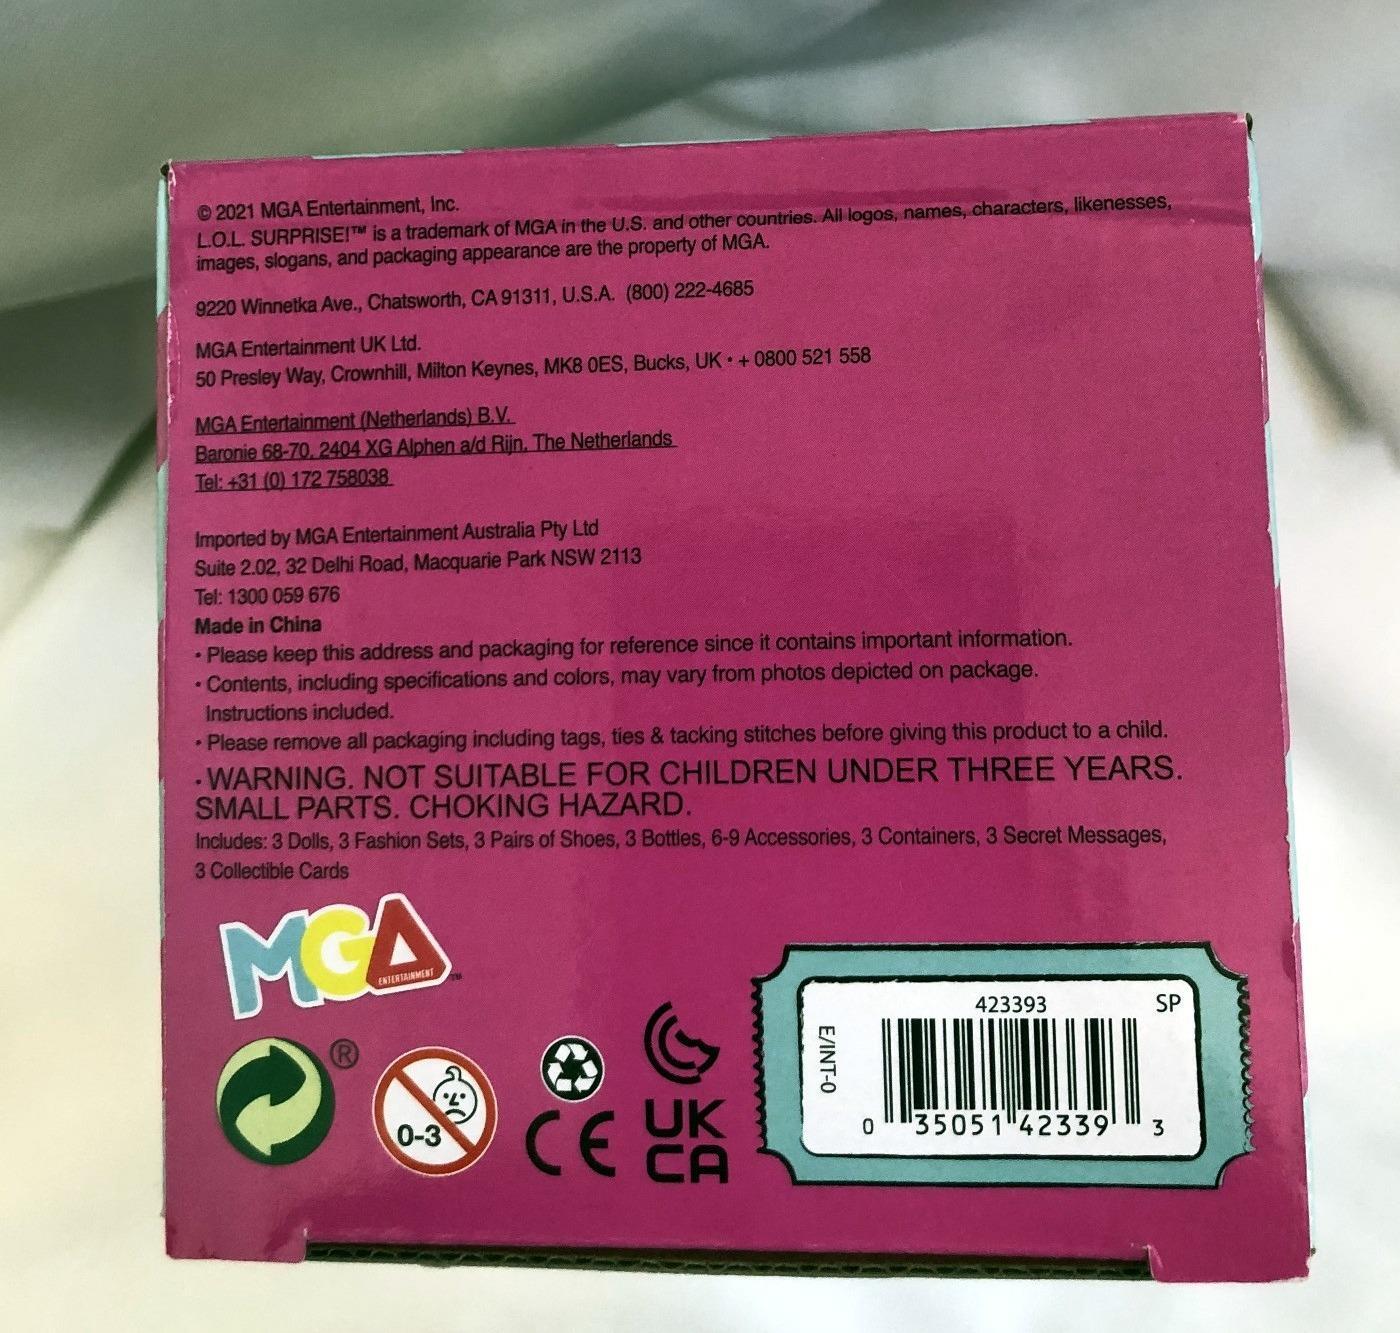 © 2021 MGA Entertainment, Inc.
L.O.L. SURPRISE!™ is a trademark of MGA in the U.S. and other countries. All logos, names, characters, likenesses,
images, slogans, and packaging appearance are the property of MGA.
9220 Winnetka Ave., Chatsworth, CA 91311, U.S.A. (800) 222-4685
MGA Entertainment UK Ltd.
50 Presley Way, Crownhill, Milton Keynes, MK8 0ES, Bucks, UK • + 0800 521 558
MGA Entertainment (Netherlands) B.V.
Baronie 68-70, 2404 XG Alphen a/d Rijn, The Netherlands
Tel: +31 (0) 172 758038
Imported by MGA Entertainment Australia Pty Ltd
Suite 2.02, 32 Delhi Road, Macquarie Park NSW 2113
Tel: 1300 059 676
Made in China
• Please keep this address and packaging for reference since it contains important information.
• Contents, including specifications and colors, may vary from photos depicted on package.
Instructions included.
• Please remove all packaging including tags, ties & tacking stitches before giving this product to a child.
• WARNING. NOT SUITABLE FOR CHILDREN UNDER THREE YEARS.
SMALL PARTS. CHOKING HAZARD.
Includes: 3 Dolls, 3 Fashion Sets, 3 Pairs of Shoes, 3 Bottles, 6-9 Accessories, 3 Containers, 3 Secret Messages,
3 Collectible Cards
MGA
ENTERTAINMENT™
®
0-3
CE
UK
CA
423393 SP
E/INT-0
0 35051 42339 3